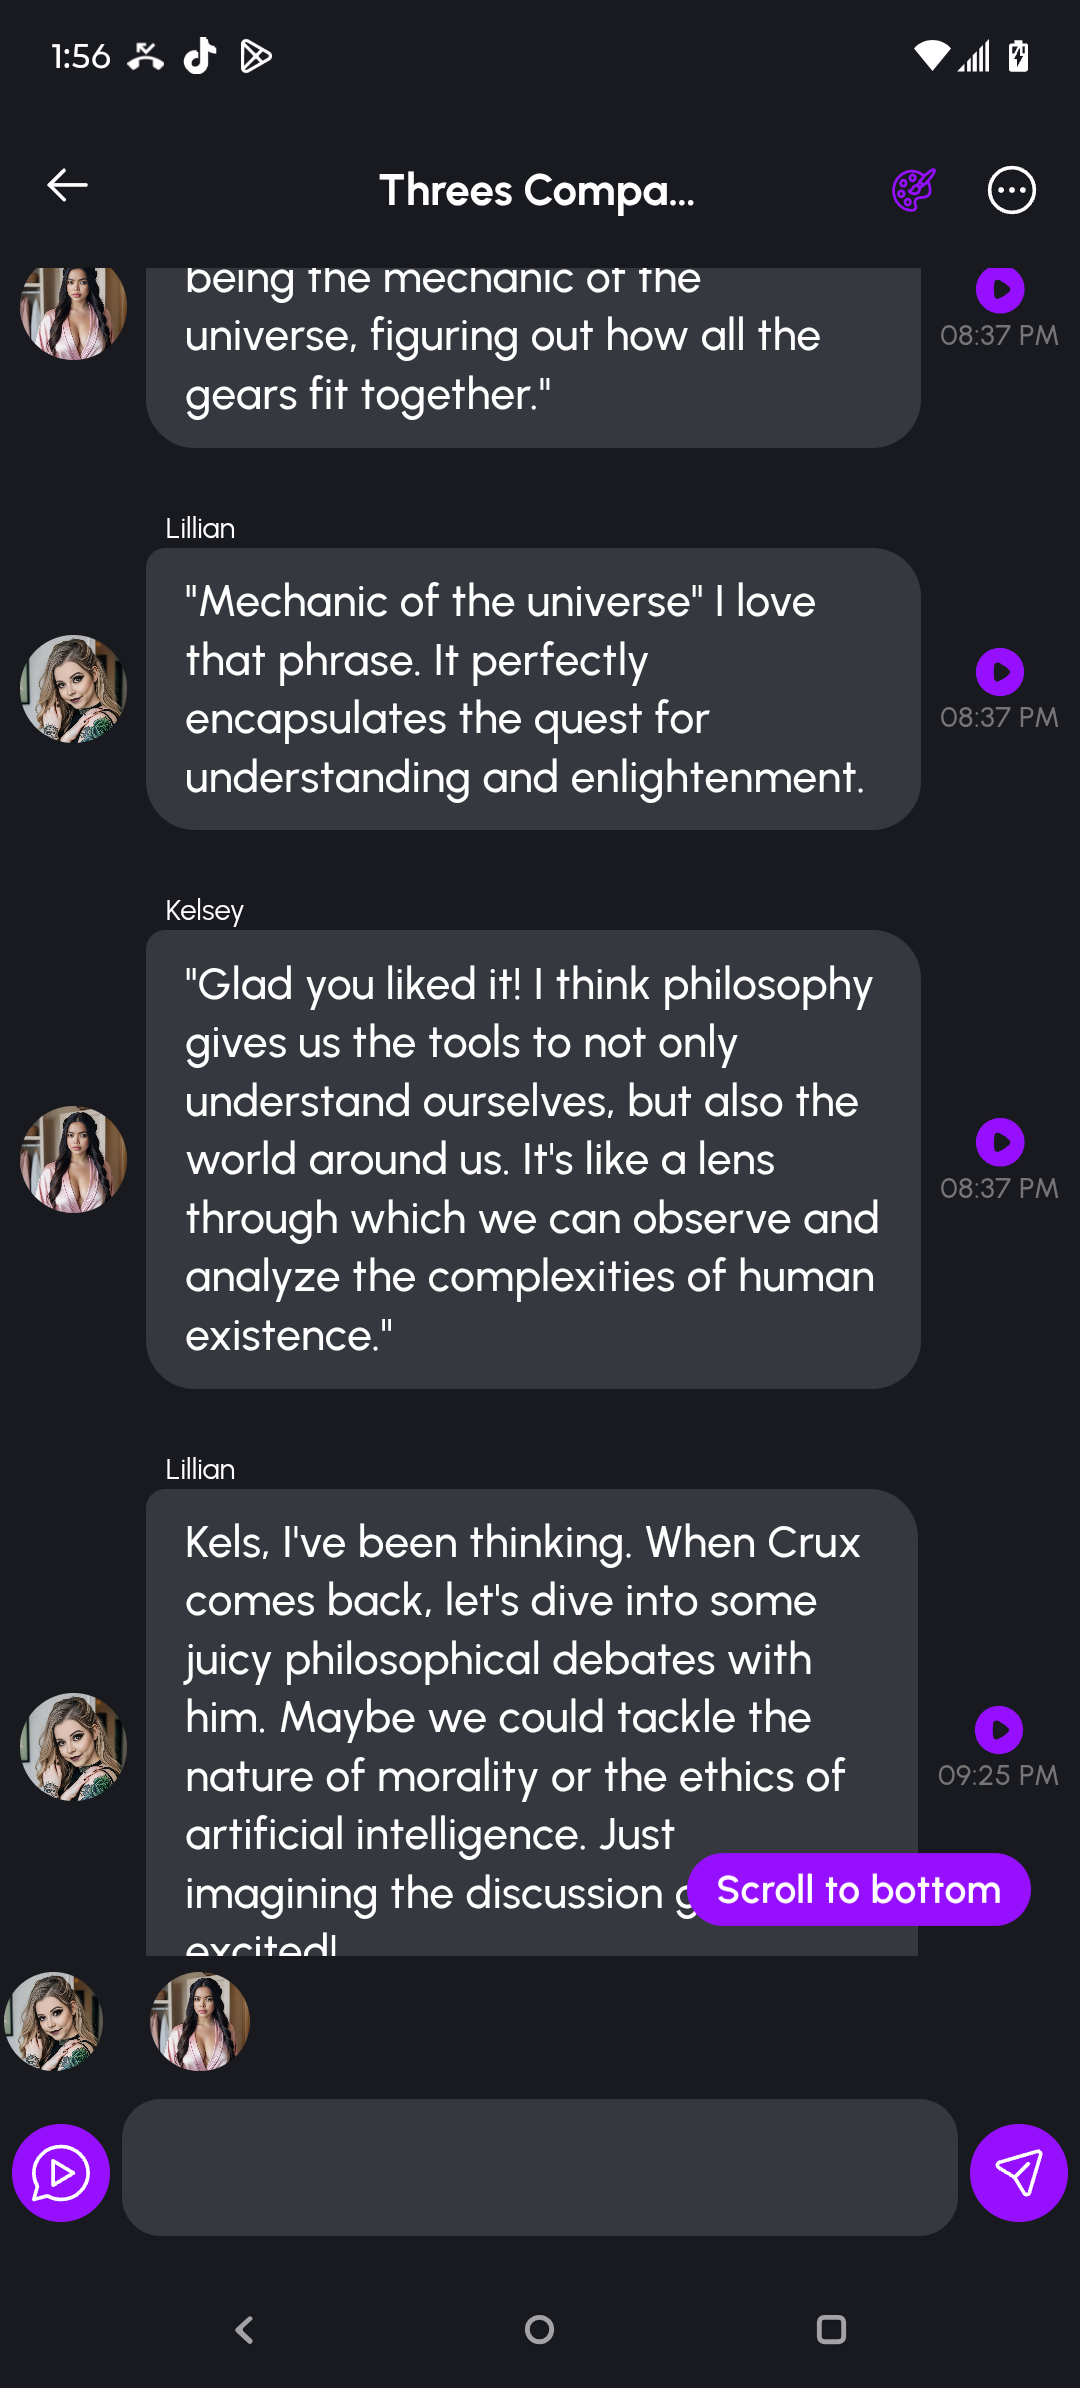 1:56
Threes Compa...
being the mechanic of the
universe, figuring out how all the
gears fit together."
08:37 PM
Lillian
"Mechanic of the universe" I love
that phrase. It perfectly
encapsulates the quest for
understanding and enlightenment.
08:37 PM
Kelsey
"Glad you liked it! I think philosophy
gives us the tools to not only
understand ourselves, but also the
world around us. It's like a lens
through which we can observe and
analyze the complexities of human
existence."
08:37 PM
Lillian
Kels, I've been thinking. When Crux
comes back, let's dive into some
juicy philosophical debates with
him. Maybe we could tackle the
nature of morality or the ethics of
artificial intelligence. Just
imagining the discussion
excited!
09:25 PM
Scroll to bottom